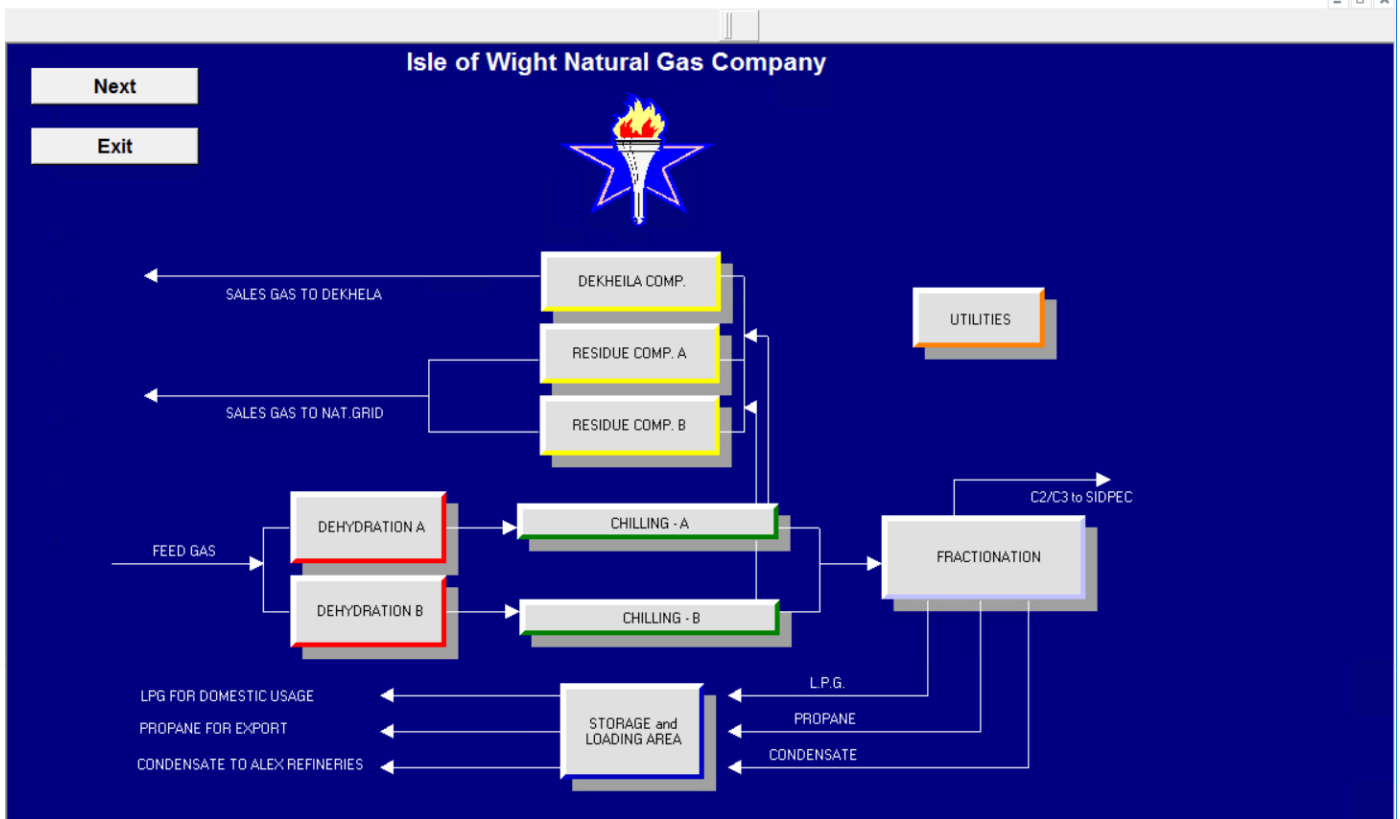 Isle of Wight Natural Gas Company
Next
Exit
DEKHEILA COMP.
SALES GAS TO DEKHELA
UTILITIES
RESIDUE COMP. A
SALES GAS TO NAT.GRID
RESIDUE COMP. B
C2/C3 to SIDPEC
DEHYDRATION A
CHILLING - A
FEED GAS
FRACTIONATION
DEHYDRATION B
CHILLING - B
L.P.G.
LPG FOR DOMESTIC USAGE
PROPANE
STORAGE and
LOADING AREA
PROPANE FOR EXPORT
CONDENSATE
CONDENSATE TO ALEX REFINERIES